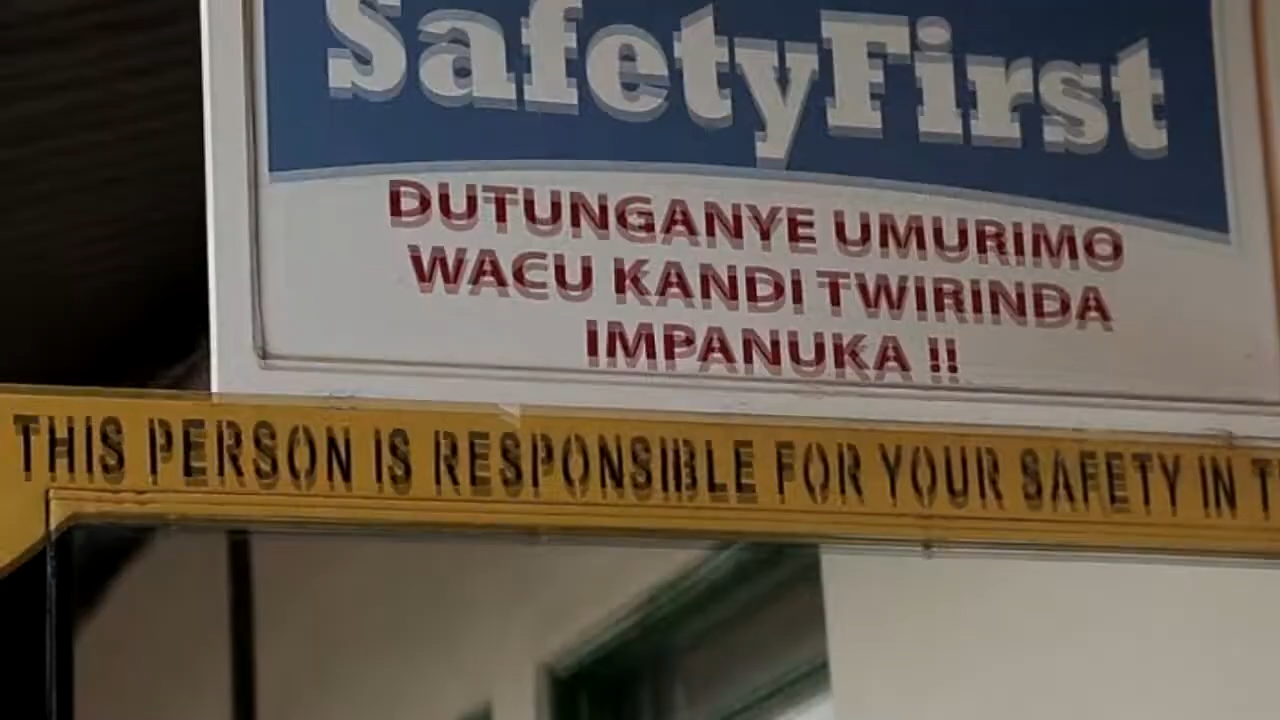 SafetyFirst
DUTUNGANYE UMURIMO
WACU KANDI TWIRINDA
IMPANUKA !!
THIS PERSON IS RESPONSIBLE FOR YOUR SAFETY IN